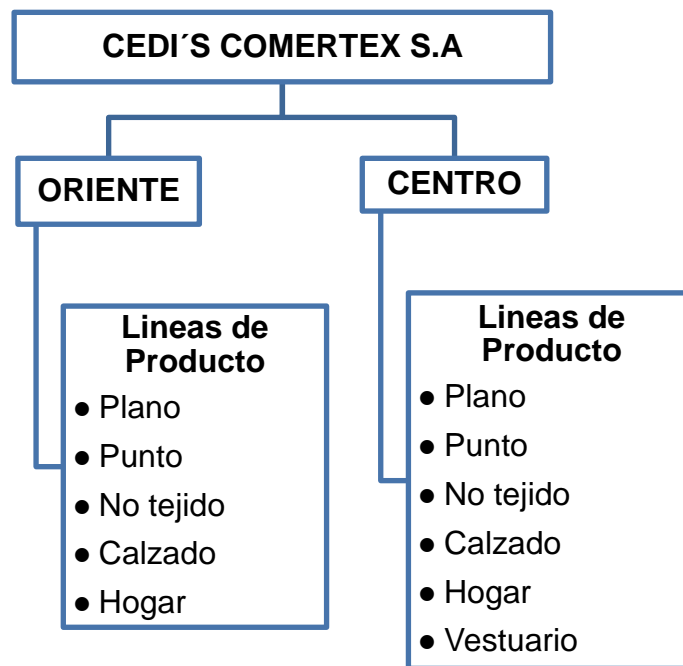 CEDI´S COMERTEX S.A
ORIENTE
CENTRO
Lineas de
Producto
● Plano
● Punto
● No tejido
● Calzado
● Hogar
Lineas de
Producto
● Plano
● Punto
● No tejido
● Calzado
● Hogar
● Vestuario